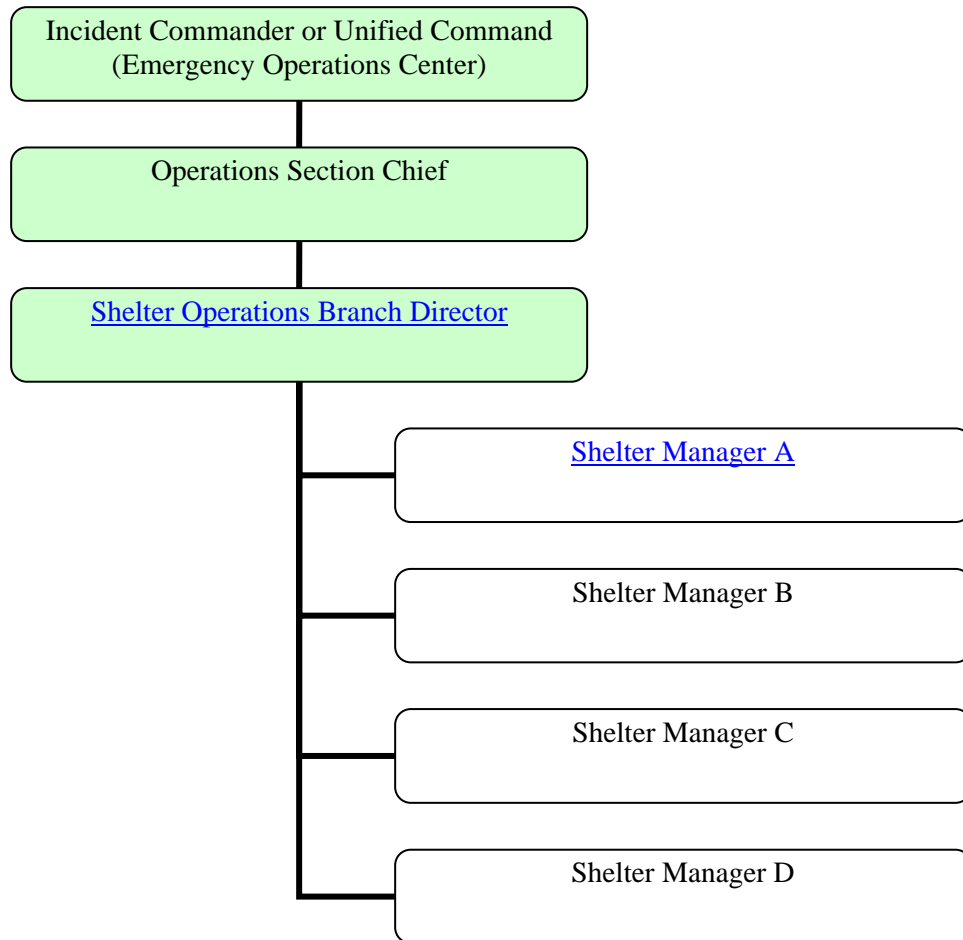 Incident Commander or Unified Command
(Emergency Operations Center)
Operations Section Chief
Shelter Operations Branch Director
Shelter Manager A
Shelter Manager B
Shelter Manager C
Shelter Manager D